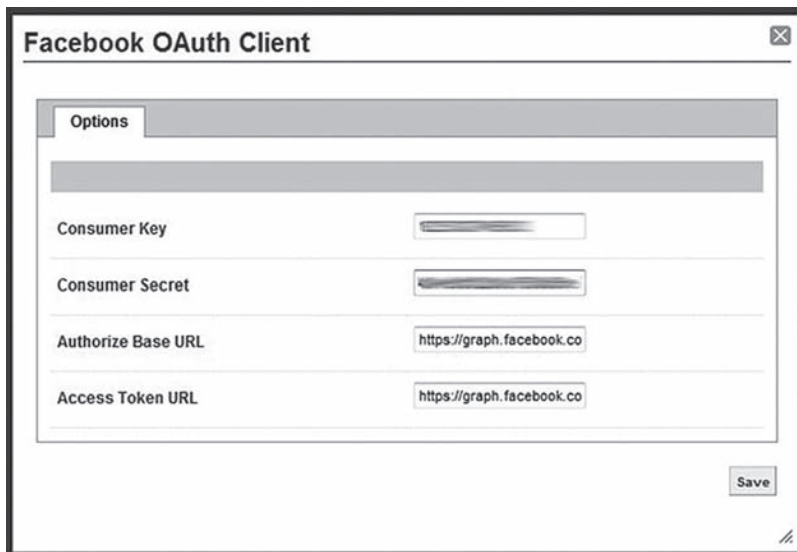 Facebook OAuth Client
Options
Consumer Key
Consumer Secret
Authorize Base URL https://graph.facebook.co
Access Token URL https://graph.facebook.co
Save